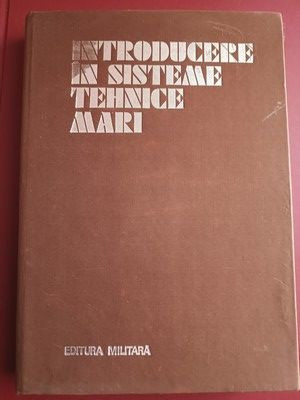 INTRODUCERE
ÎN SISTEME
TEHNICE
MARI
EDITURA MILITARĂ